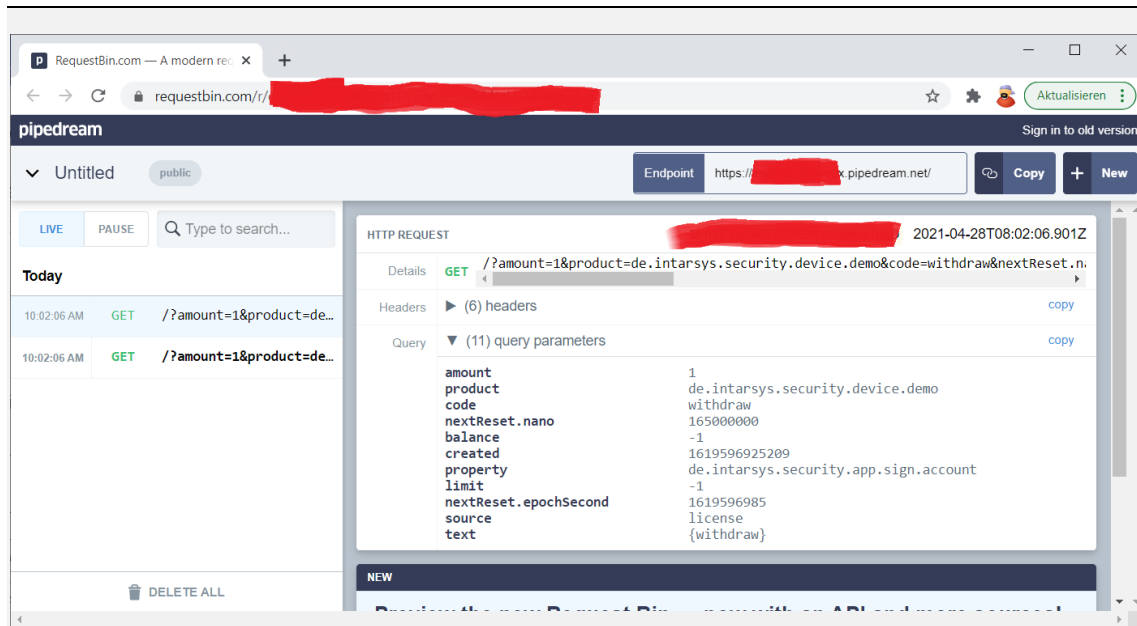 RequestBin.com — A modern rec
requestbin.com/r/
Aktualisieren
pipedream
Sign in to old version
Untitled
public
Endpoint
https://
x.pipedream.net/
Copy
New
LIVE
PAUSE
Type to search...
HTTP REQUEST
2021-04-28T08:02:06.901Z
Today
Details
GET
/?amount=1&product=de.intarsys.security.device.demo&code=withdraw&nextReset.na
10:02:06 AM GET /?amount=1&product=de...
Headers
(6) headers
copy
10:02:06 AM GET /?amount=1&product=de...
Query
(11) query parameters
copy
amount 1
product de.intarsys.security.device.demo
code withdraw
nextReset.nano 165000000
balance -1
created 1619596925209
property de.intarsys.security.app.sign.account
limit -1
nextReset.epochSecond 1619596985
source license
text {withdraw}
DELETE ALL
NEW